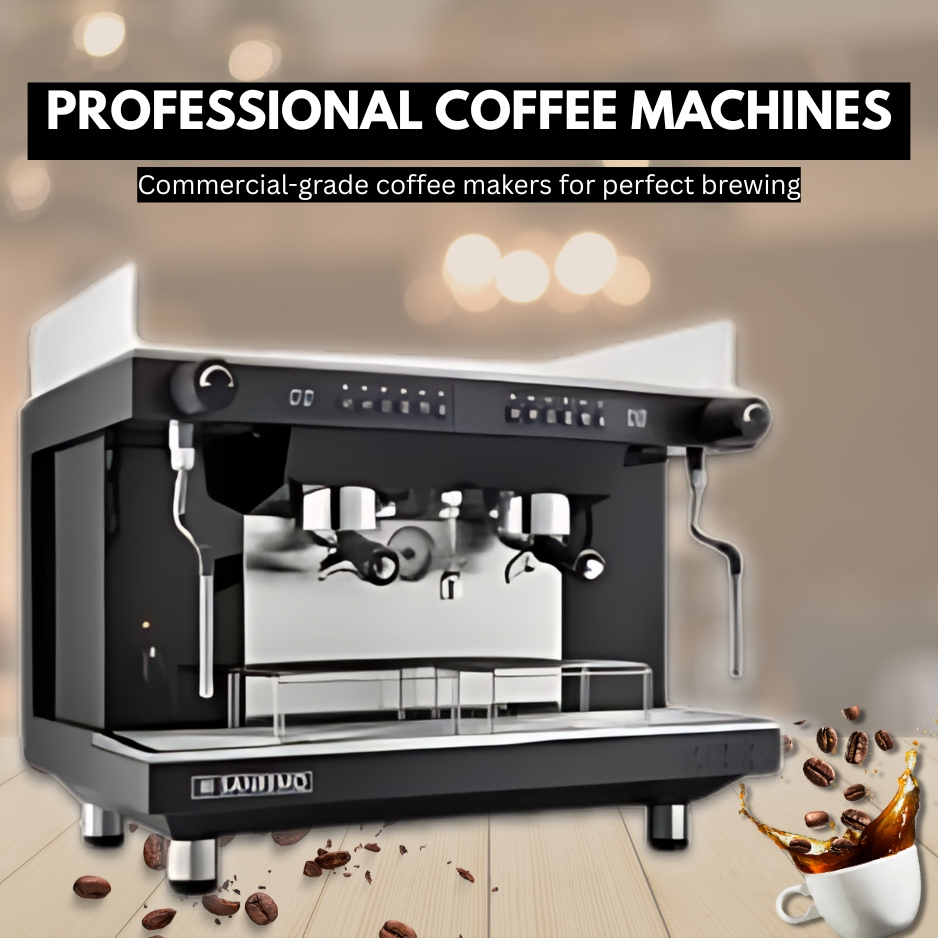 PROFESSIONAL COFFEE MACHINES
Commercial-grade coffee makers for perfect brewing